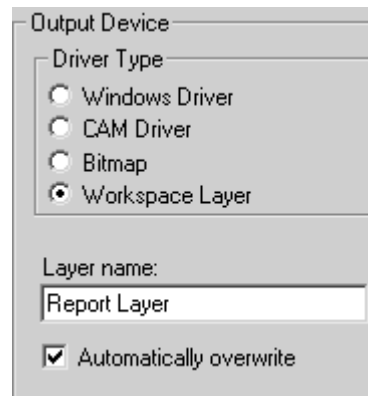 Output Device
Driver Type
Windows Driver
CAM Driver
Bitmap
Workspace Layer
Layer name:
Report Layer
Automatically overwrite